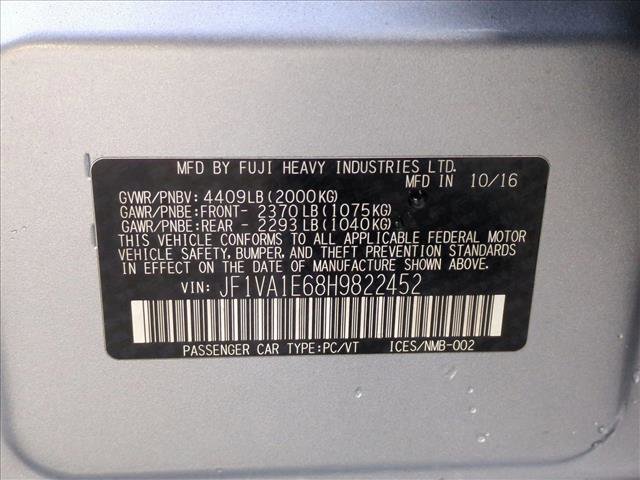 MFD BY FUJI HEAVY INDUSTRIES LTD.
MFD IN 10/16
GVWR/PNBV: 4409LB(2000KG)
GAWR/PNBE:FRONT- 2370LB(1075KG)
GAWR/PNBE:REAR - 2293LB(1040KG)
THIS VEHICLE CONFORMS TO ALL APPLICABLE FEDERAL MOTOR
VEHICLE SAFETY, BUMPER, AND THEFT PREVENTION STANDARDS
IN EFFECT ON THE DATE OF MANUFACTURE SHOWN ABOVE.
VIN: JF1VA1E68H9822452
PASSENGER CAR TYPE:PC/VT ICES/NMB-002